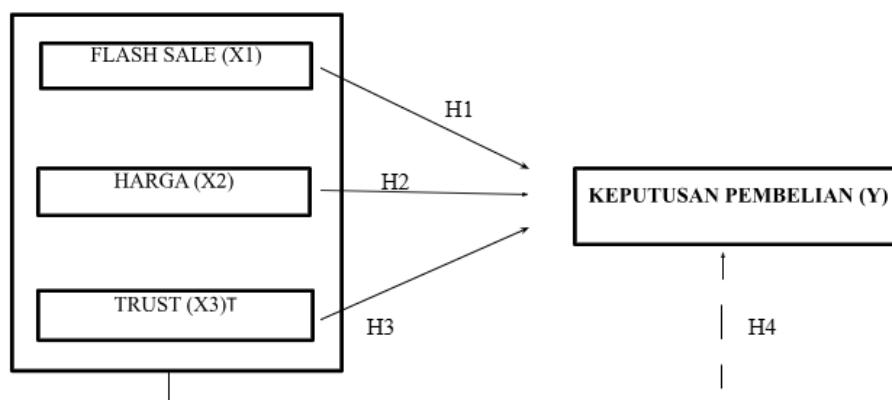 FLASH SALE (X1)
H1
HARGA (X2)
H2
KEPUTUSAN PEMBELIAN (Y)
TRUST (X3)T
H3
H4